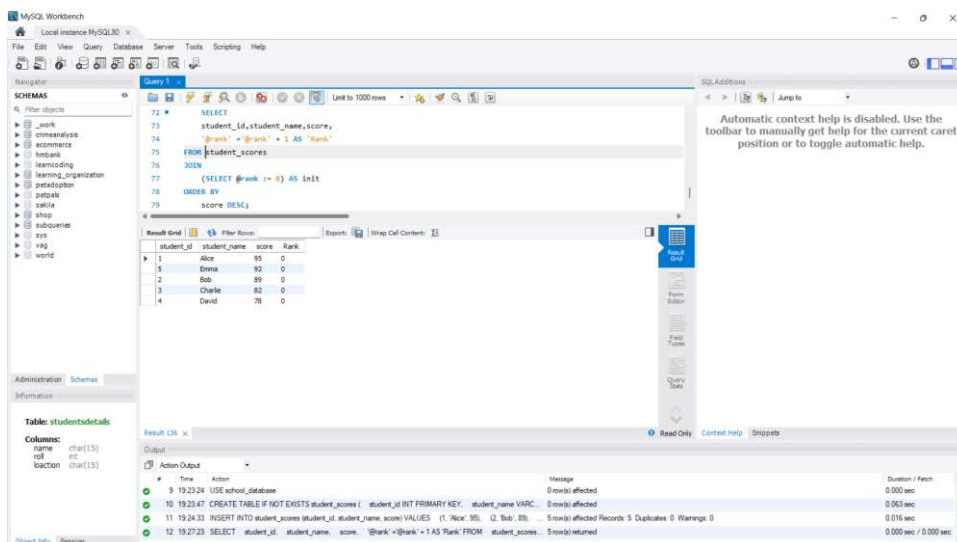 MySQL Workbench
Local instance MySQL80 ×
File Edit View Query Database Server Tools Scripting Help
Navigator
SCHEMAS
Filter objects
_work
crimeanalysis
ecommerce
hmbank
learncoding
learning_organization
petadoption
petpals
sakila
shop
subqueries
sys
vag
world
Administration Schemas
Information
Table: studentsdetails
Columns:
name char(15)
roll int
loaction char(15)
Object Info Session
Query 1 ×
Limit to 1000 rows
72 SELECT
73 student_id,student_name,score,
74 '@rank' ='@rank' + 1 AS 'Rank'
75 FROM student_scores
76 JOIN
77 (SELECT @rank := 0) AS init
78 ORDER BY
79 score DESC;
Result Grid Filter Rows: Export: Wrap Cell Content:
student_id student_name score Rank
1 Alice 95 0
5 Emma 92 0
2 Bob 89 0
3 Charlie 82 0
4 David 78 0
Result Grid
Form Editor
Field Types
Query Stats
Result 136 ×
Read Only
SQLAdditions
Jump to
Automatic context help is disabled. Use the
toolbar to manually get help for the current caret
position or to toggle automatic help.
Context Help Snippets
Output
Action Output
# Time Action Message Duration / Fetch
9 19:23:24 USE school_database 0 row(s) affected 0.000 sec
10 19:23:47 CREATE TABLE IF NOT EXISTS student_scores ( student_id INT PRIMARY KEY, student_name VARC... 0 row(s) affected 0.063 sec
11 19:24:33 INSERT INTO student_scores (student_id, student_name, score) VALUES (1, 'Alice', 95), (2, 'Bob', 89), ... 5 row(s) affected Records: 5 Duplicates: 0 Warnings: 0 0.016 sec
12 19:27:23 SELECT student_id, student_name, score, '@rank' ='@rank' + 1 AS 'Rank' FROM student_scores... 5 row(s) returned 0.000 sec / 0.000 sec